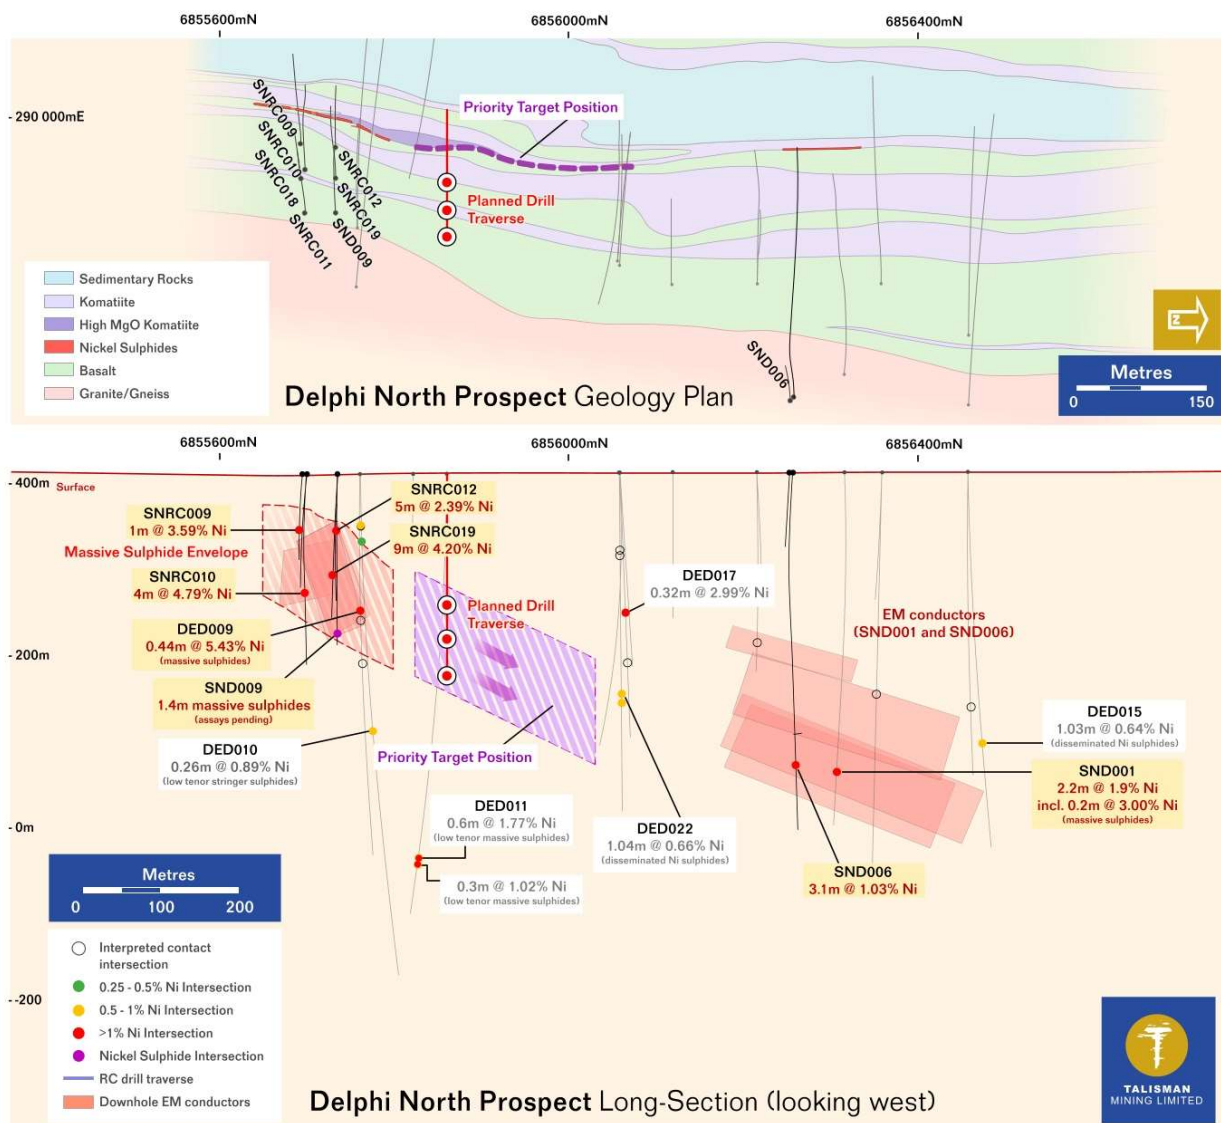 6855600mN
6856000mN
6856400mN
- 290 000mE
SNRC009
SNRC010
SNRC018
SNRC011
SNRC012
SNRC019
SND009
Priority Target Position
Planned Drill
Traverse
SND006
Sedimentary Rocks
Komatiite
High MgO Komatiite
Nickel Sulphides
Basalt
Granite/Gneiss
N
Metres
0 150
Delphi North Prospect Geology Plan
6855600mN
6856000mN
6856400mN
- 400m
Surface
SNRC009
1m @ 3.59% Ni
Massive Sulphide Envelope
SNRC010
4m @ 4.79% Ni
DED009
0.44m @ 5.43% Ni
(massive sulphides)
SND009
1.4m massive sulphides
(assays pending)
DED010
0.26m @ 0.89% Ni
(low tenor stringer sulphides)
SNRC012
5m @ 2.39% Ni
SNRC019
9m @ 4.20% Ni
Planned Drill
Traverse
Priority Target Position
DED011
0.6m @ 1.77% Ni
(low tenor massive sulphides)
0.3m @ 1.02% Ni
(low tenor massive sulphides)
DED017
0.32m @ 2.99% Ni
DED022
1.04m @ 0.66% Ni
(disseminated Ni sulphides)
EM conductors
(SND001 and SND006)
DED015
1.03m @ 0.64% Ni
(disseminated Ni sulphides)
SND001
2.2m @ 1.9% Ni
incl. 0.2m @ 3.00% Ni
(massive sulphides)
SND006
3.1m @ 1.03% Ni
- 200m
- 0m
- -200
Metres
0 100 200
Interpreted contact
intersection
0.25 - 0.5% Ni Intersection
0.5 - 1% Ni Intersection
>1% Ni Intersection
Nickel Sulphide Intersection
RC drill traverse
Downhole EM conductors
Delphi North Prospect Long-Section (looking west)
TALISMAN
MINING LIMITED